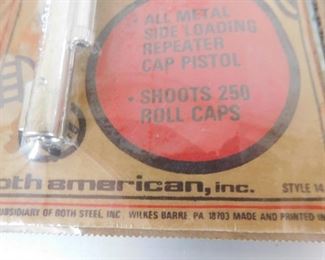 • ALL METAL
SIDE LOADING
REPEATER
CAP PISTOL
• SHOOTS 250
ROLL CAPS
oth american, inc. STYLE 14
SUBSIDIARY OF ROTH STEEL, INC. WILKES BARRE, PA 18703 MADE AND PRINTED IN